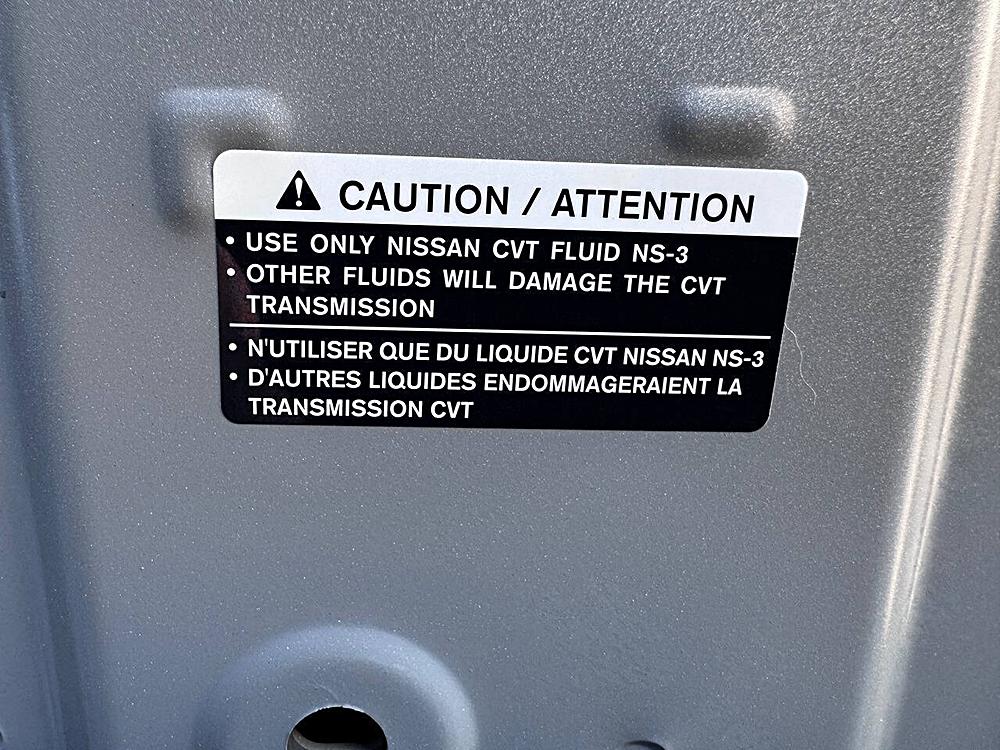 CAUTION / ATTENTION
• USE ONLY NISSAN CVT FLUID NS-3
• OTHER FLUIDS WILL DAMAGE THE CVT
TRANSMISSION
• N'UTILISER QUE DU LIQUIDE CVT NISSAN NS-3
• D'AUTRES LIQUIDES ENDOMMAGERAIENT LA
TRANSMISSION CVT